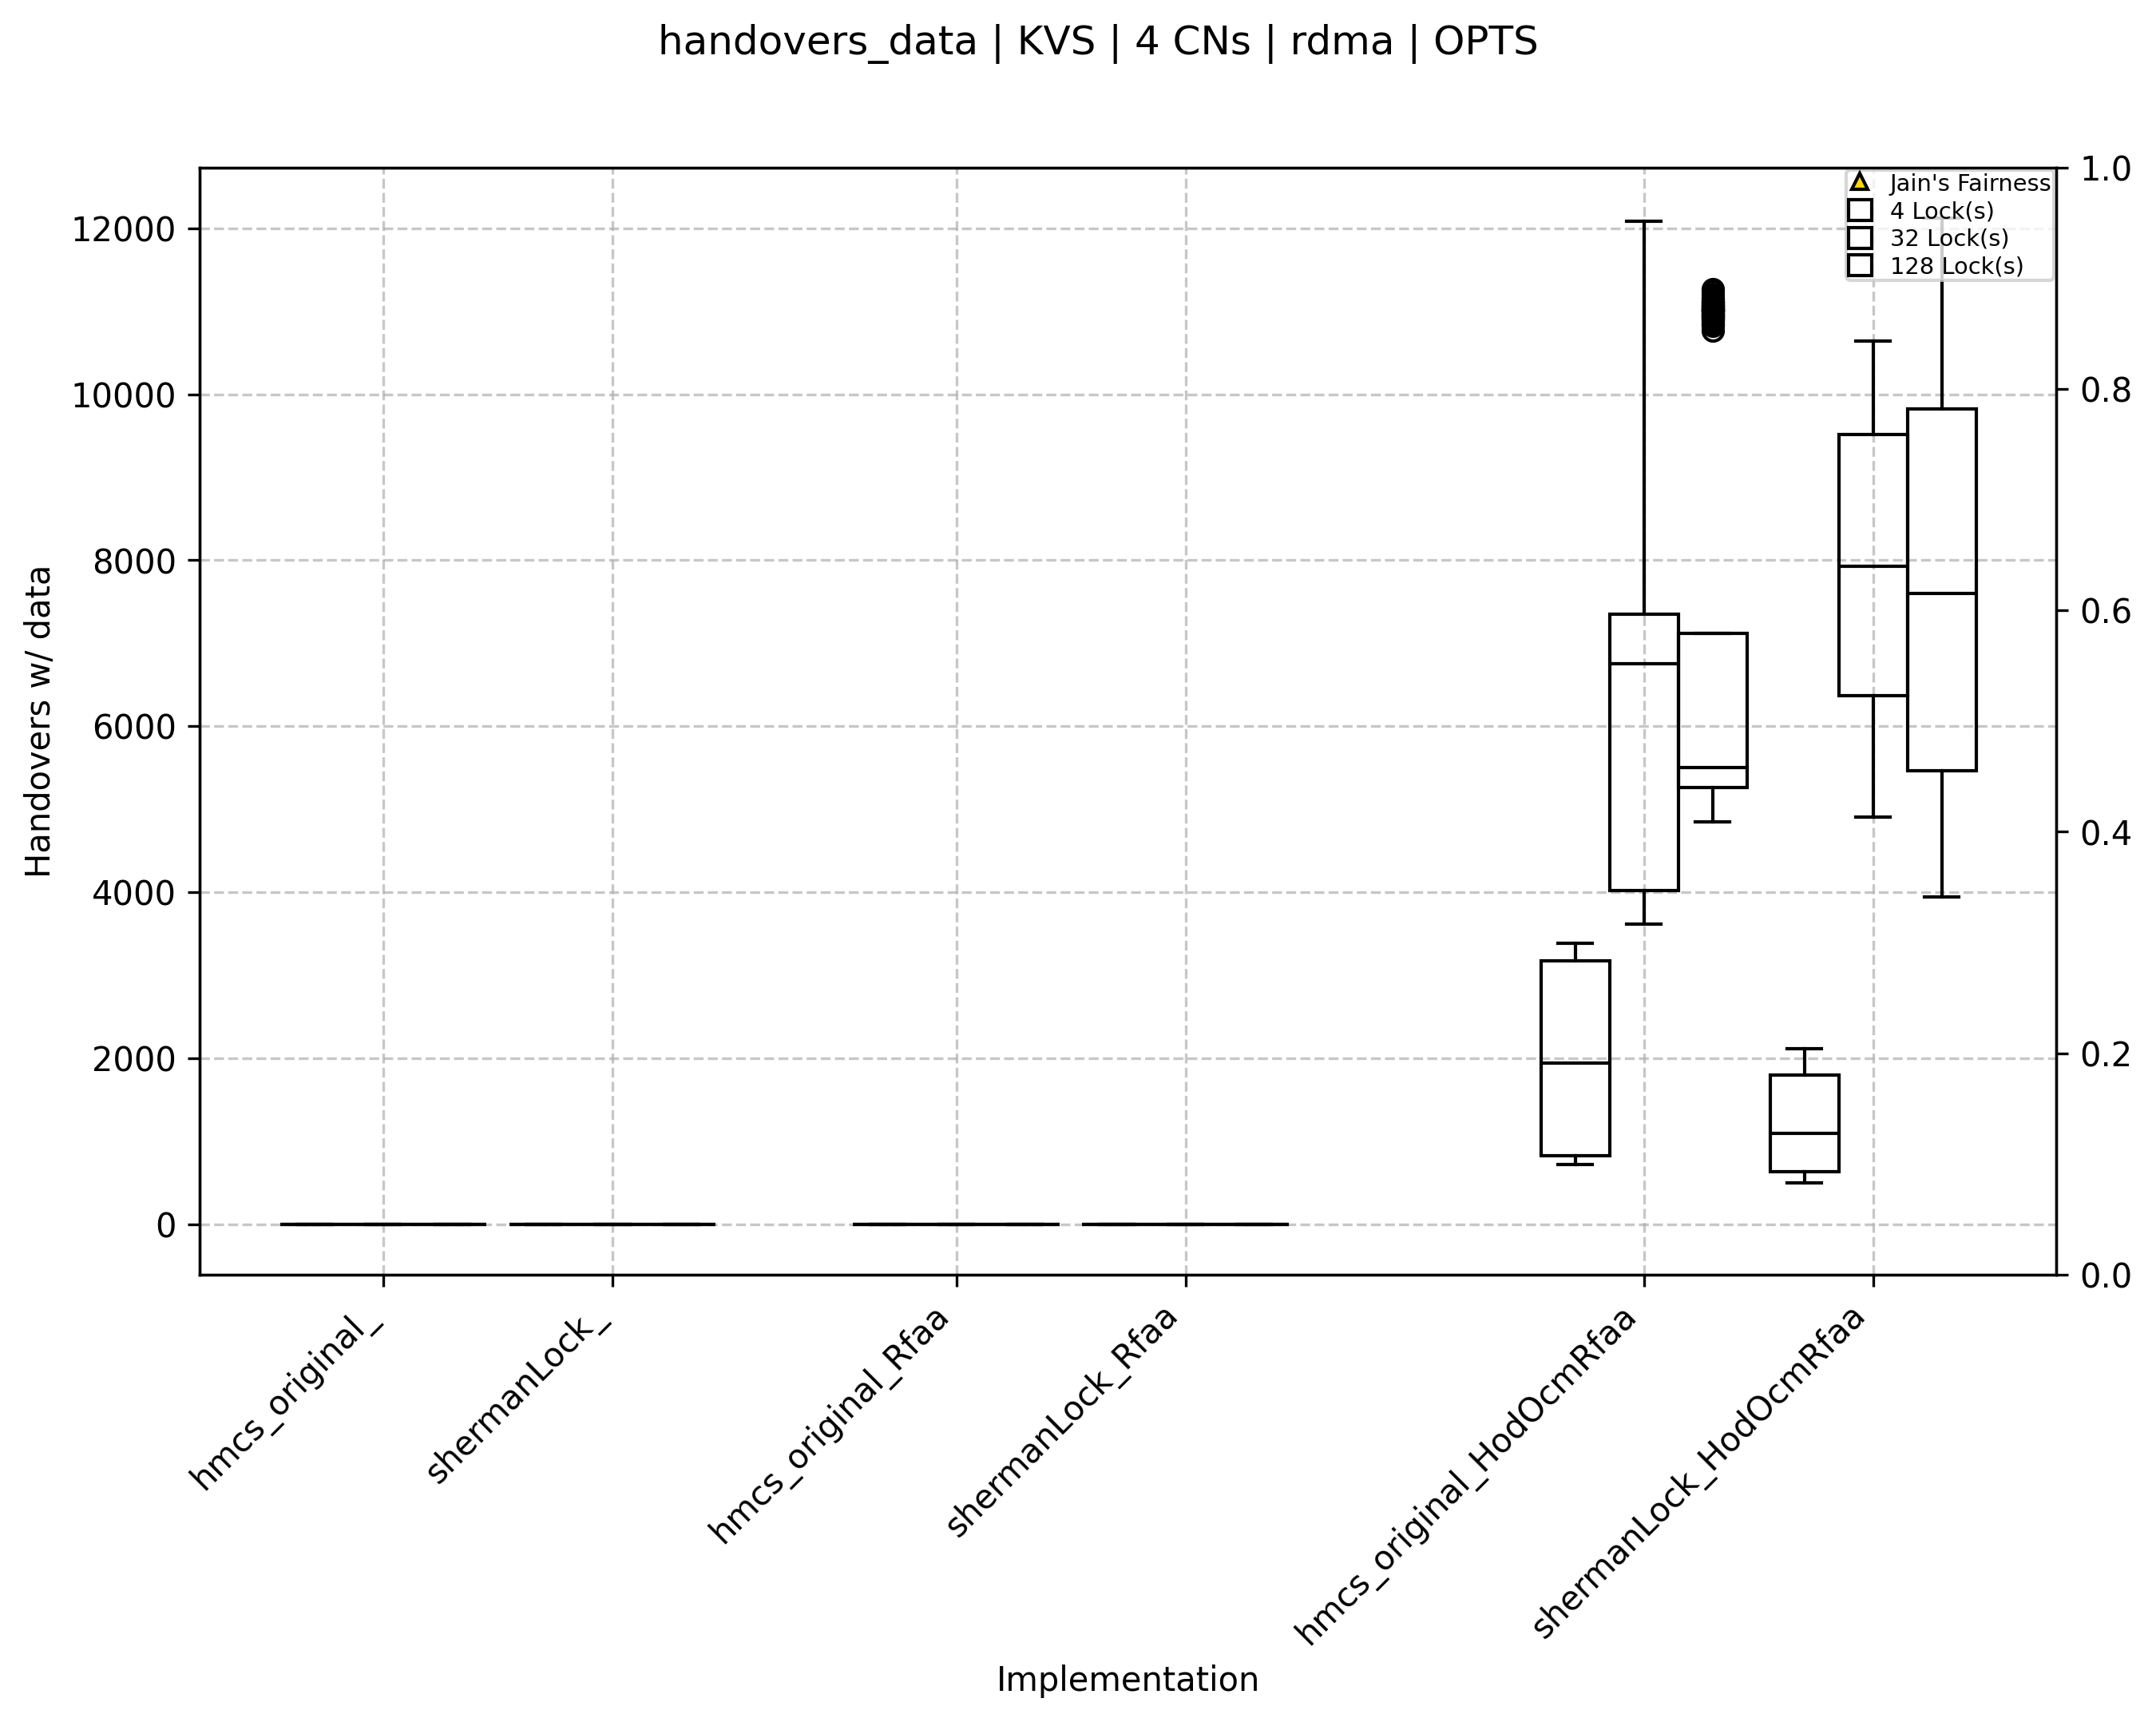 handovers_data | KVS | 4 CNs | rdma | OPTS
Jain's Fairness
4 Lock(s)
32 Lock(s)
128 Lock(s)
Handovers w/ data
12000
10000
8000
6000
4000
2000
0
1.0
0.8
0.6
0.4
0.2
0.0
hmcs_original_
shermanLock_
hmcs_original_Rfaa
shermanLock_Rfaa
hmcs_original_HodOcmRfaa
shermanLock_HodOcmRfaa
Implementation